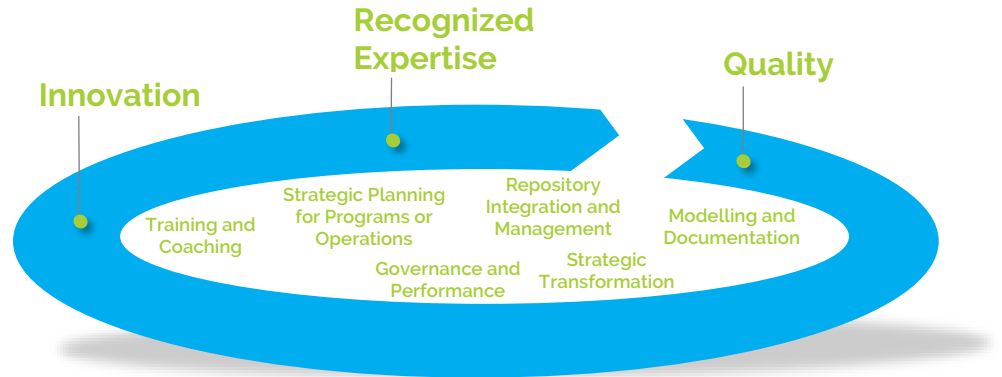 Recognized
Expertise
Quality
Innovation
Training and
Coaching
Strategic Planning
for Programs or
Operations
Repository
Integration and
Management
Modelling and
Documentation
Governance and
Performance
Strategic
Transformation